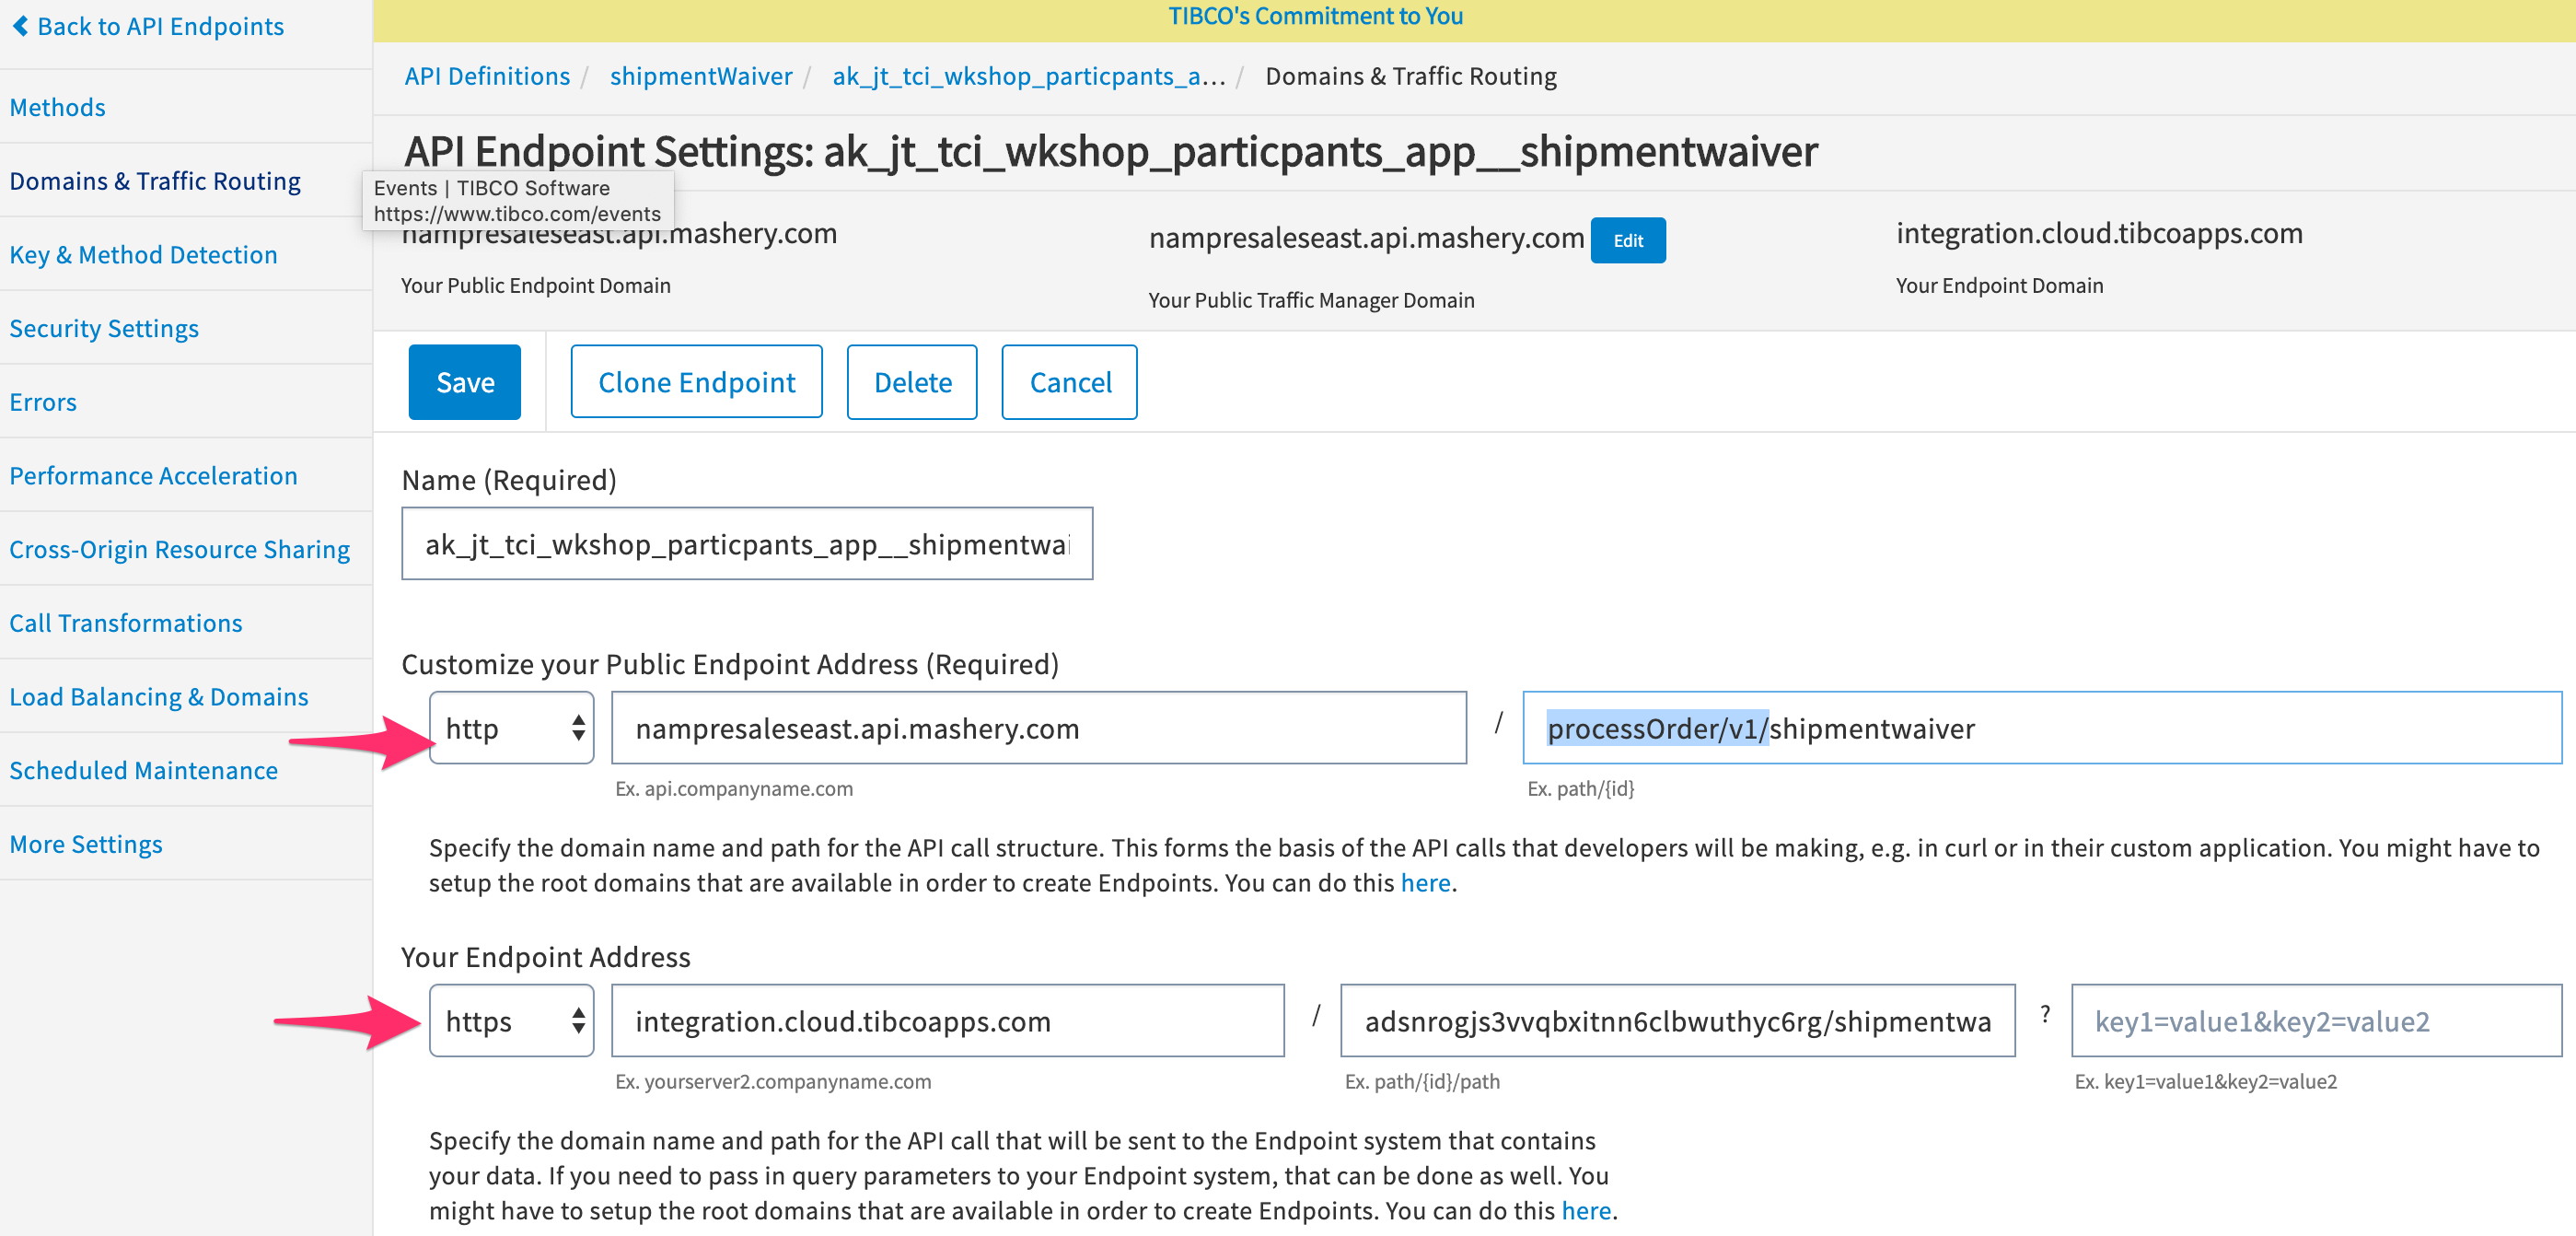 Back to API Endpoints
Methods
Domains & Traffic Routing
Key & Method Detection
Security Settings
Errors
Performance Acceleration
Cross-Origin Resource Sharing
Call Transformations
Load Balancing & Domains
Scheduled Maintenance
More Settings
TIBCO's Commitment to You
API Definitions / shipmentWaiver / ak_jt_tci_wkshop_particpants_a... / Domains & Traffic Routing
API Endpoint Settings: ak_jt_tci_wkshop_particpants_app__shipmentwaiver
Events | TIBCO Software
https://www.tibco.com/events
nampresaleseast.api.mashery.com
Your Public Endpoint Domain
nampresaleseast.api.mashery.com Edit
Your Public Traffic Manager Domain
integration.cloud.tibcoapps.com
Your Endpoint Domain
Save Clone Endpoint Delete Cancel
Name (Required)
ak_jt_tci_wkshop_particpants_app__shipmentwai
Customize your Public Endpoint Address (Required)
http nampresaleseast.api.mashery.com / processOrder/v1/shipmentwaiver
Ex. api.companyname.com Ex. path/{id}
Specify the domain name and path for the API call structure. This forms the basis of the API calls that developers will be making, e.g. in curl or in their custom application. You might have to
setup the root domains that are available in order to create Endpoints. You can do this here.
Your Endpoint Address
https integration.cloud.tibcoapps.com / adsnrogjs3vvqbxitnn6clbwuthyc6rg/shipmentwa ? key1=value1&key2=value2
Ex. yourserver2.companyname.com Ex. path/{id}/path Ex. key1=value1&key2=value2
Specify the domain name and path for the API call that will be sent to the Endpoint system that contains
your data. If you need to pass in query parameters to your Endpoint system, that can be done as well. You
might have to setup the root domains that are available in order to create Endpoints. You can do this here.